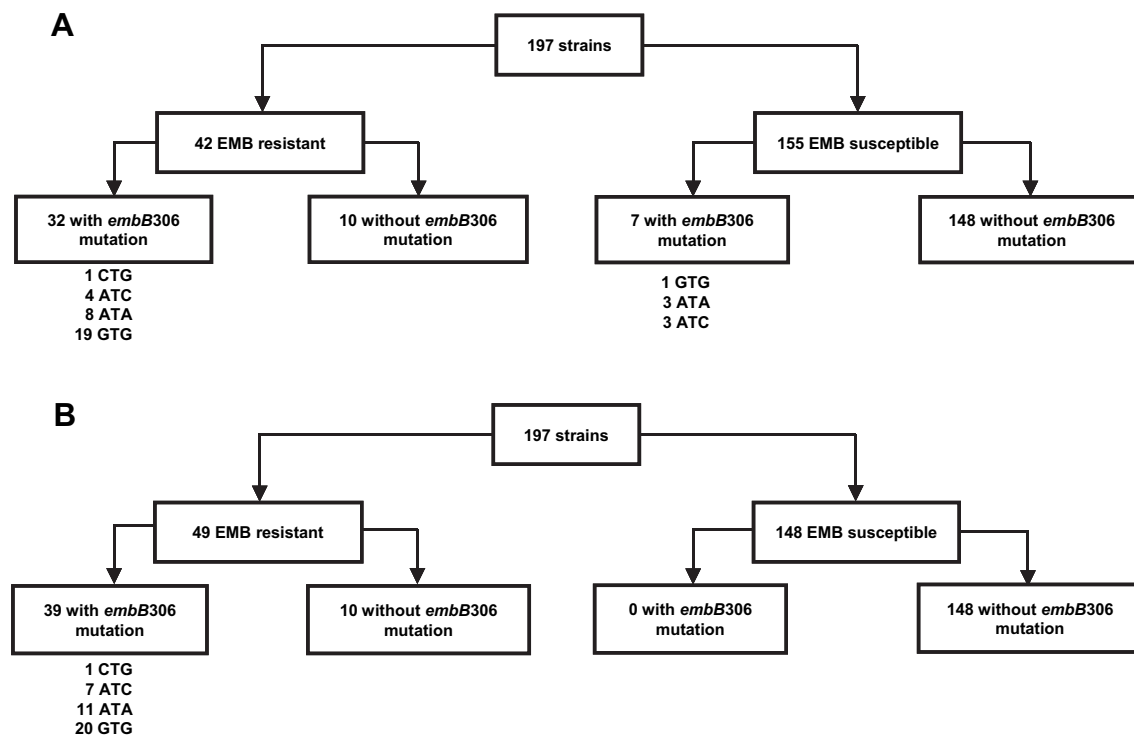 A
197 strains
42 EMB resistant
155 EMB susceptible
32 with embB306
mutation
10 without embB306
mutation
7 with embB306
mutation
148 without embB306
mutation
1 CTG
4 ATC
8 ATA
19 GTG
1 GTG
3 ATA
3 ATC
B
197 strains
49 EMB resistant
148 EMB susceptible
39 with embB306
mutation
10 without embB306
mutation
0 with embB306
mutation
148 without embB306
mutation
1 CTG
7 ATC
11 ATA
20 GTG